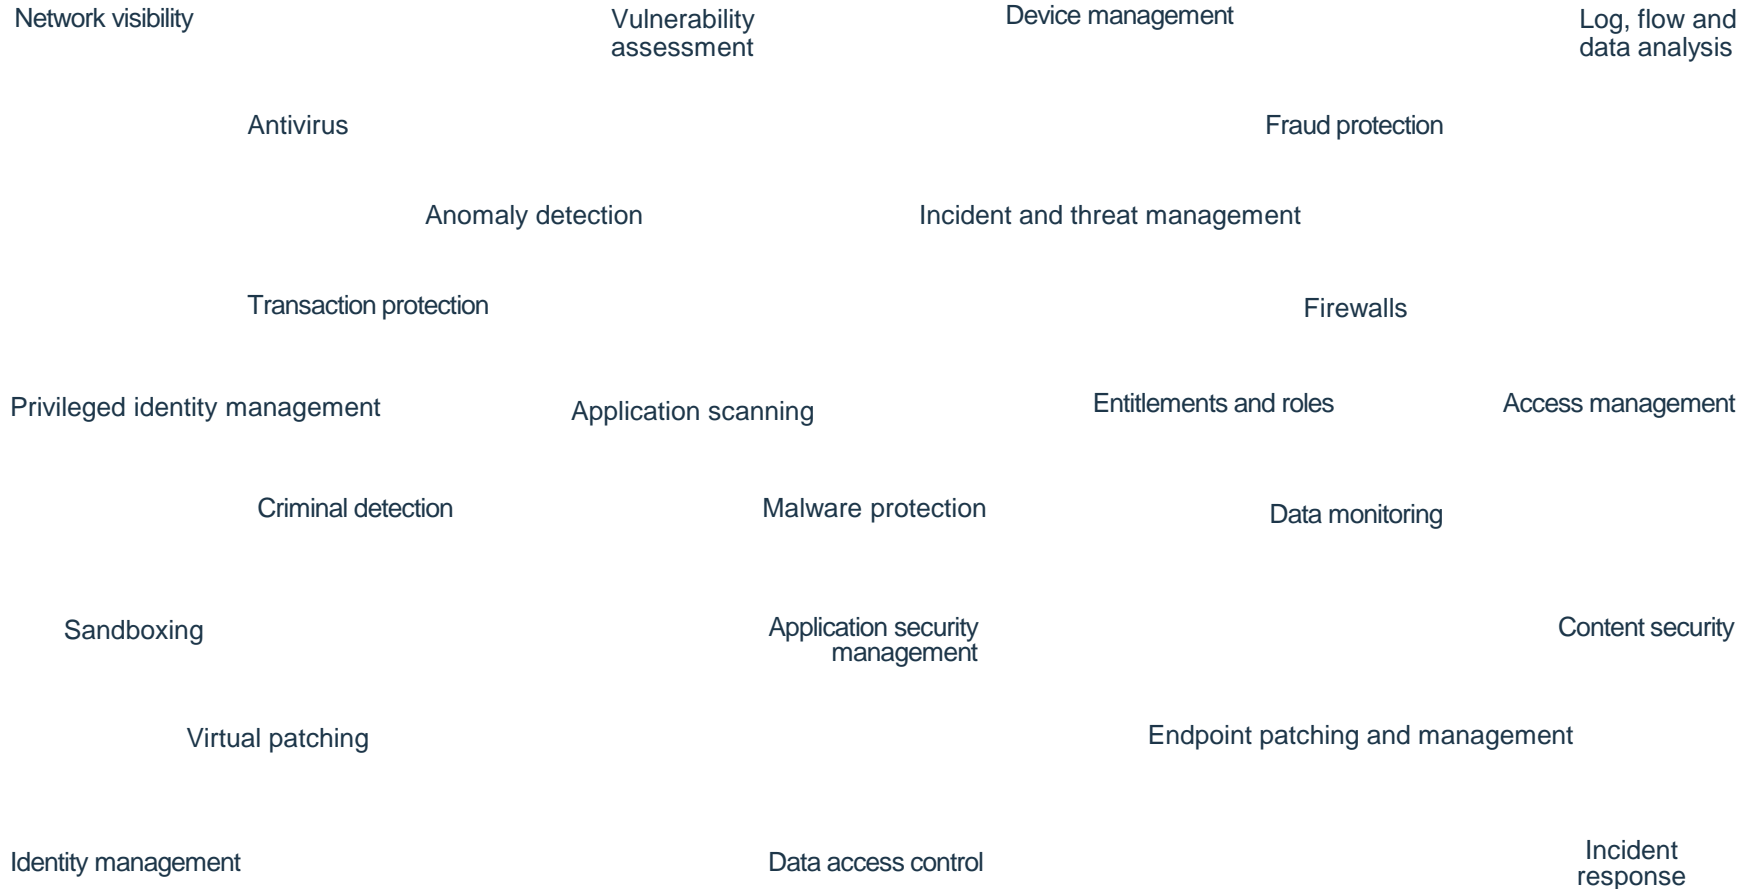 Network visibility
Vulnerability
assessment
Device management
Log, flow and
data analysis
Antivirus
Fraud protection
Anomaly detection
Incident and threat management
Transaction protection
Firewalls
Privileged identity management
Application scanning
Entitlements and roles
Access management
Criminal detection
Malware protection
Data monitoring
Sandboxing
Application security
management
Content security
Virtual patching
Endpoint patching and management
Identity management
Data access control
Incident
response